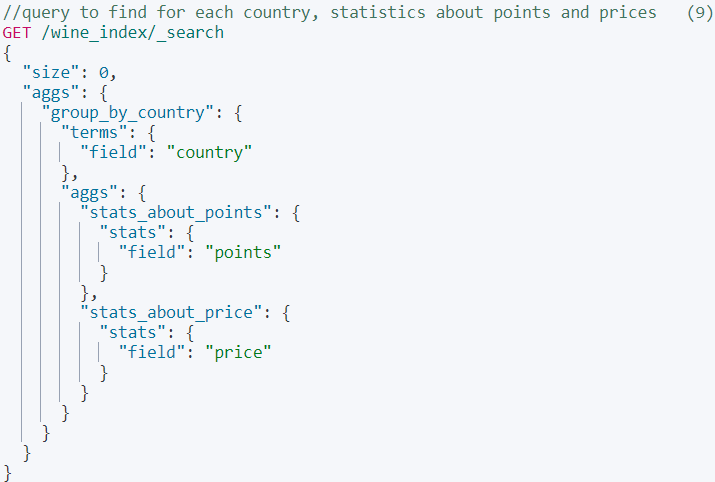 //query to find for each country, statistics about points and prices (9)
GET /wine_index/_search
{
  "size": 0,
  "aggs": {
    "group_by_country": {
      "terms": {
        "field": "country"
      },
      "aggs": {
        "stats_about_points": {
          "stats": {
            "field": "points"
          }
        },
        "stats_about_price": {
          "stats": {
            "field": "price"
          }
        }
      }
    }
  }
}